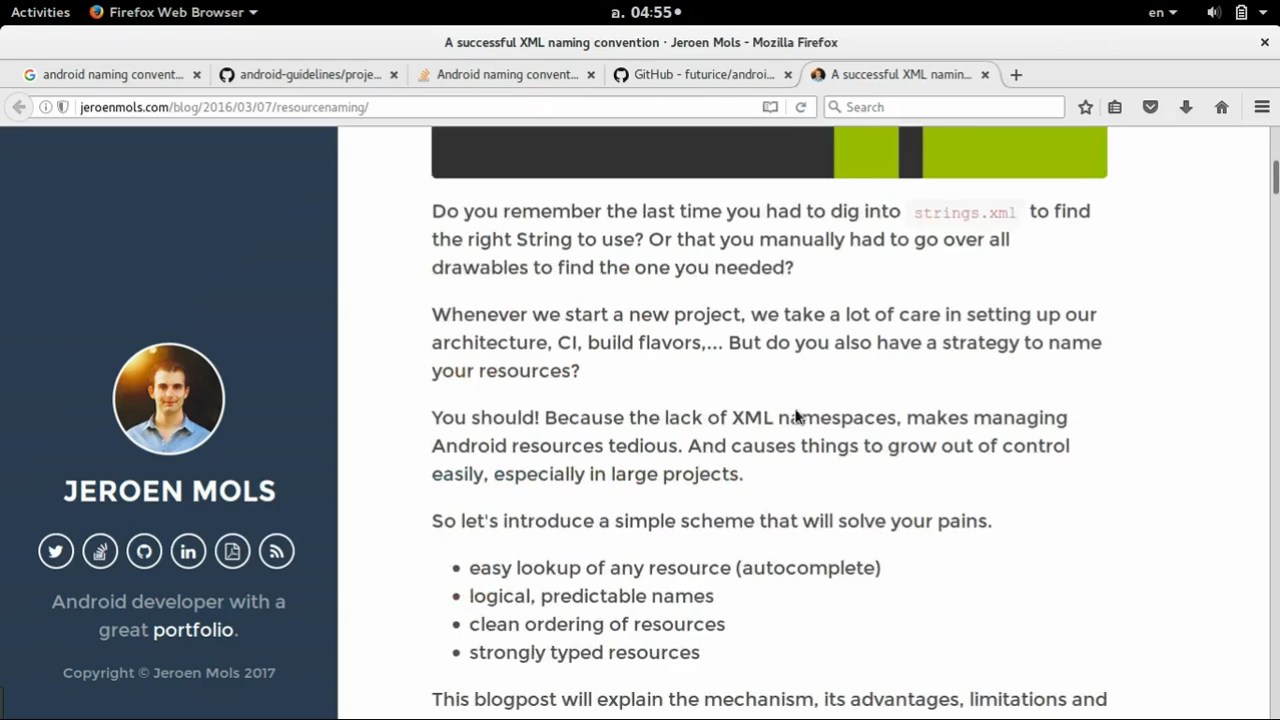 Activities
Firefox Web Browser
อ. 04:55
en
A successful XML naming convention · Jeroen Mols - Mozilla Firefox
android naming convent...
android-guidelines/proje...
Android naming convent...
GitHub - futurice/androi...
A successful XML namin...
jeroenmols.com/blog/2016/03/07/resourcenaming/
Search
Do you remember the last time you had to dig into strings.xml to find
the right String to use? Or that you manually had to go over all
drawables to find the one you needed?
Whenever we start a new project, we take a lot of care in setting up our
architecture, CI, build flavors,... But do you also have a strategy to name
your resources?
You should! Because the lack of XML namespaces, makes managing
Android resources tedious. And causes things to grow out of control
easily, especially in large projects.
So let's introduce a simple scheme that will solve your pains.
• easy lookup of any resource (autocomplete)
• logical, predictable names
• clean ordering of resources
• strongly typed resources
This blogpost will explain the mechanism, its advantages, limitations and
JEROEN MOLS
Android developer with a
great portfolio.
Copyright © Jeroen Mols 2017